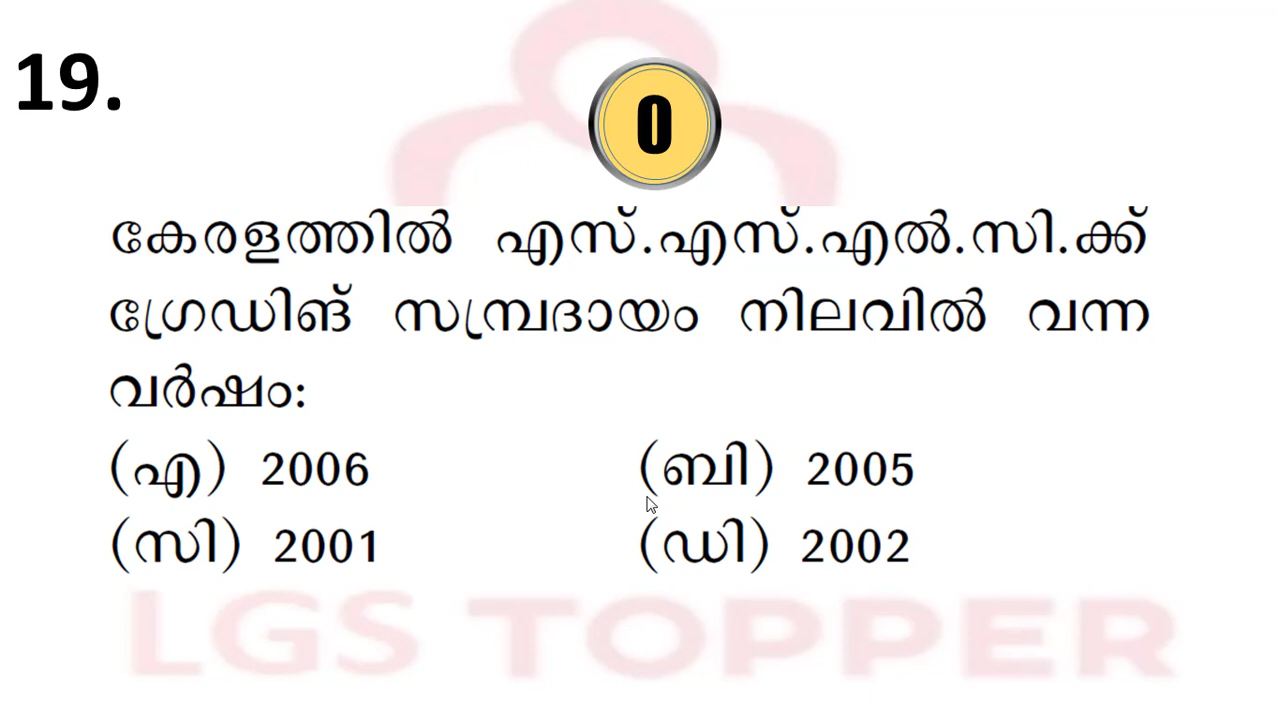 19.
0
കേരളത്തിൽ എസ്.എസ്.എൽ.സി.ക്ക്
ഗ്രേഡിങ് സമ്പ്രദായം നിലവിൽ വന്ന
വർഷം:
(എ) 2006 (ബി) 2005
(സി) 2001 (ഡി) 2002
LGS TOPPER